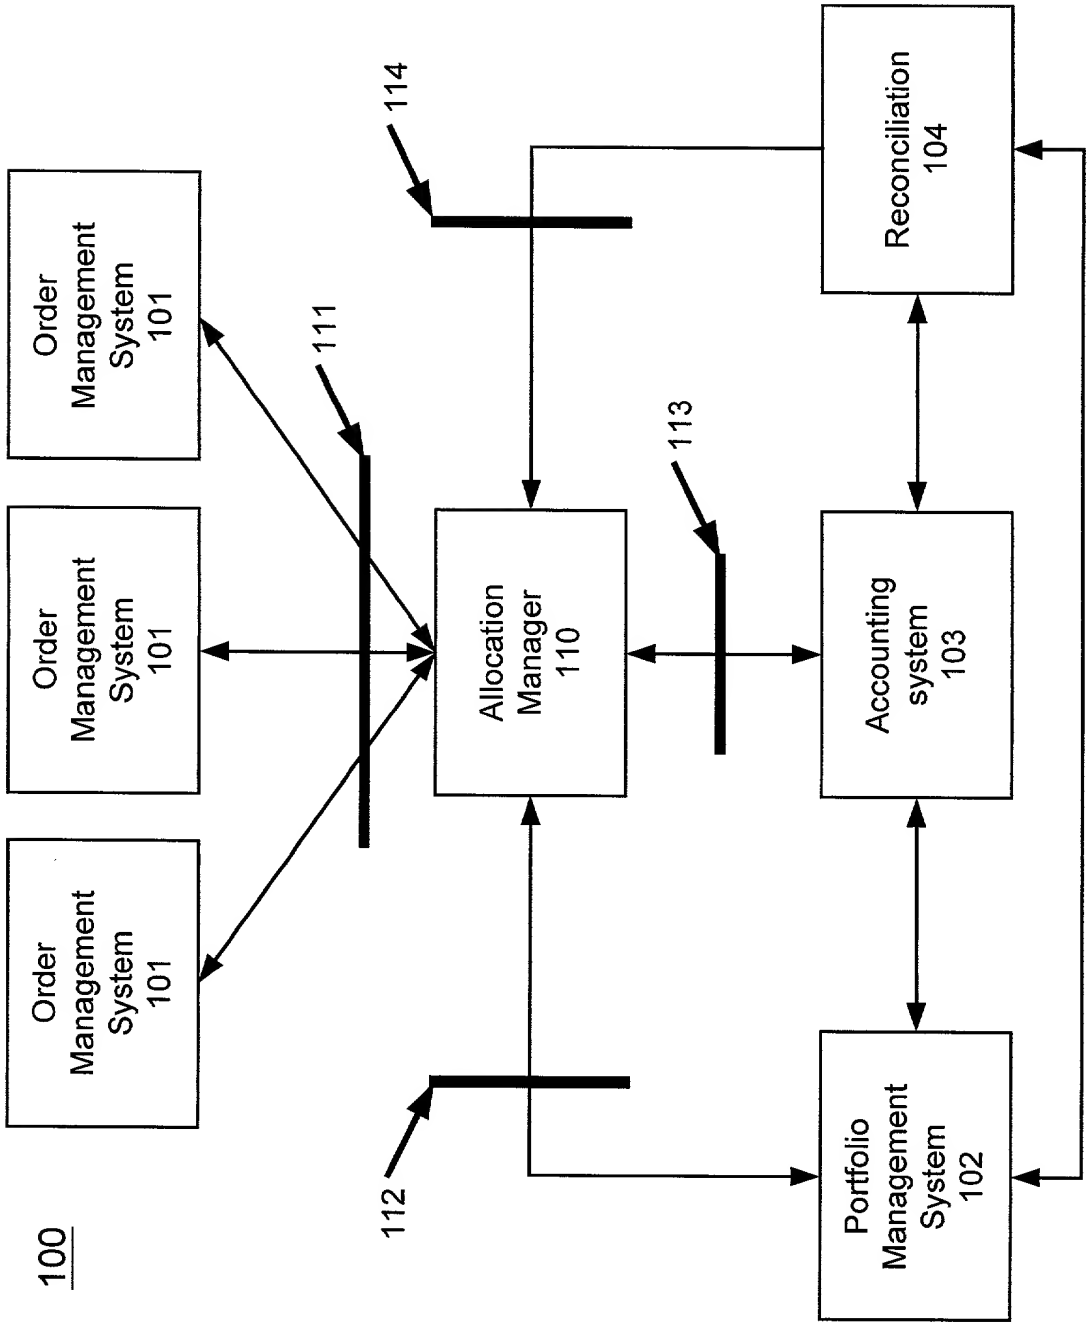 100
Order
Management
System
101
Order
Management
System
101
Order
Management
System
101
111
112
114
Allocation
Manager
110
113
Portfolio
Management
System
102
Accounting
system
103
Reconciliation
104